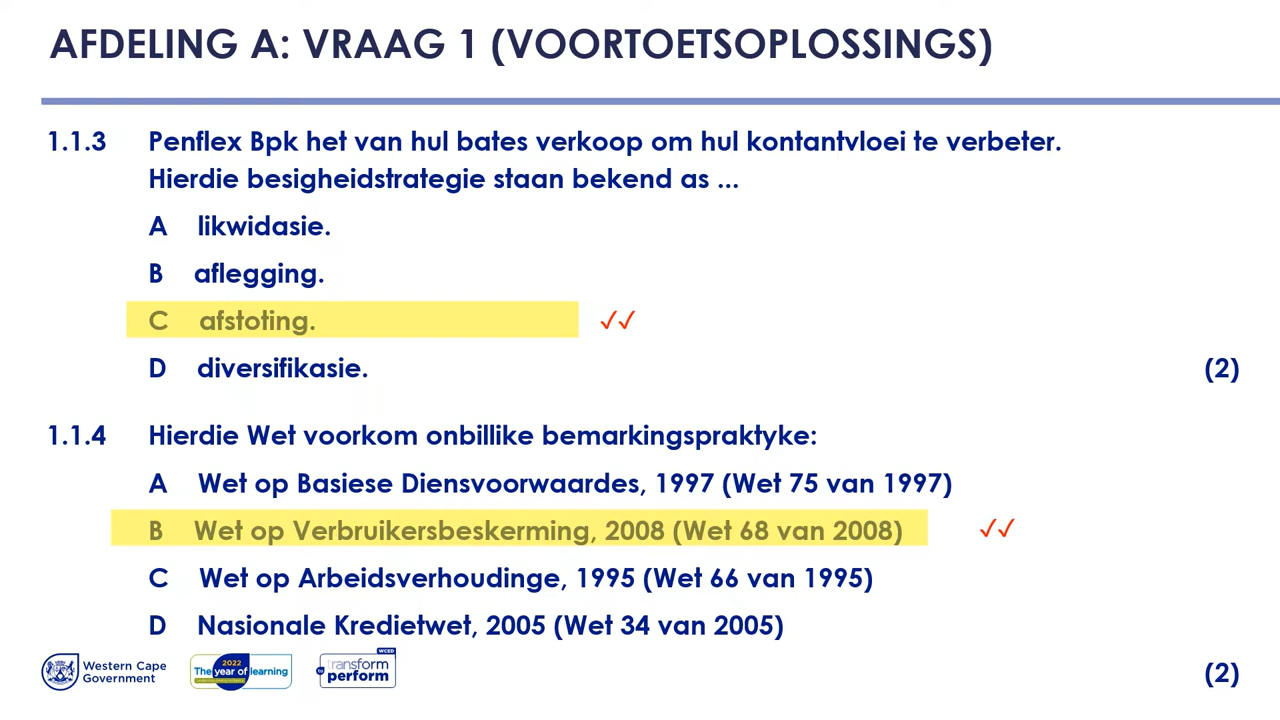 AFDELING A: VRAAG 1 (VOORTOETSOPLOSSINGS)
1.1.3 Penflex Bpk het van hul bates verkoop om hul kontantvloei te verbeter.
Hierdie besigheidstrategie staan bekend as ...
A likwidasie.
B aflegging.
C afstoting. ✓✓
D diversifikasie. (2)
1.1.4 Hierdie Wet voorkom onbillike bemarkingspraktyke:
A Wet op Basiese Diensvoorwaardes, 1997 (Wet 75 van 1997)
B Wet op Verbruikersbeskerming, 2008 (Wet 68 van 2008) ✓✓
C Wet op Arbeidsverhoudinge, 1995 (Wet 66 van 1995)
D Nasionale Kredietwet, 2005 (Wet 34 van 2005)
(2)
Western Cape
Government
2022
The year of learning
WCED
transform
to perform